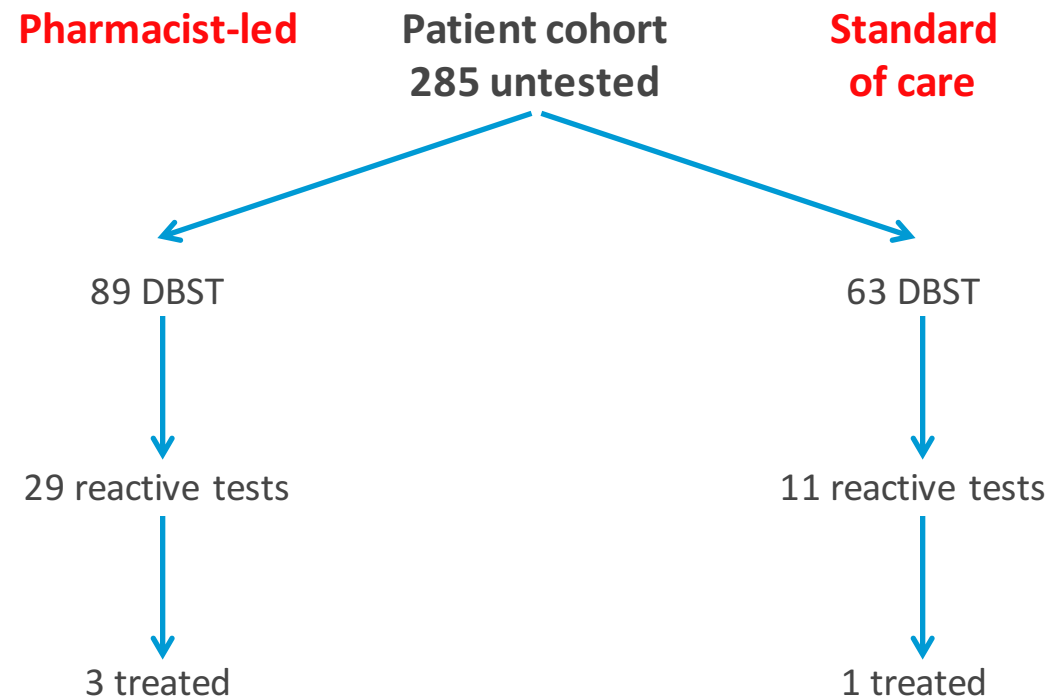 Pharmacist-led
Patient cohort
285 untested
Standard
of care
89 DBST
63 DBST
29 reactive tests
11 reactive tests
3 treated
1 treated